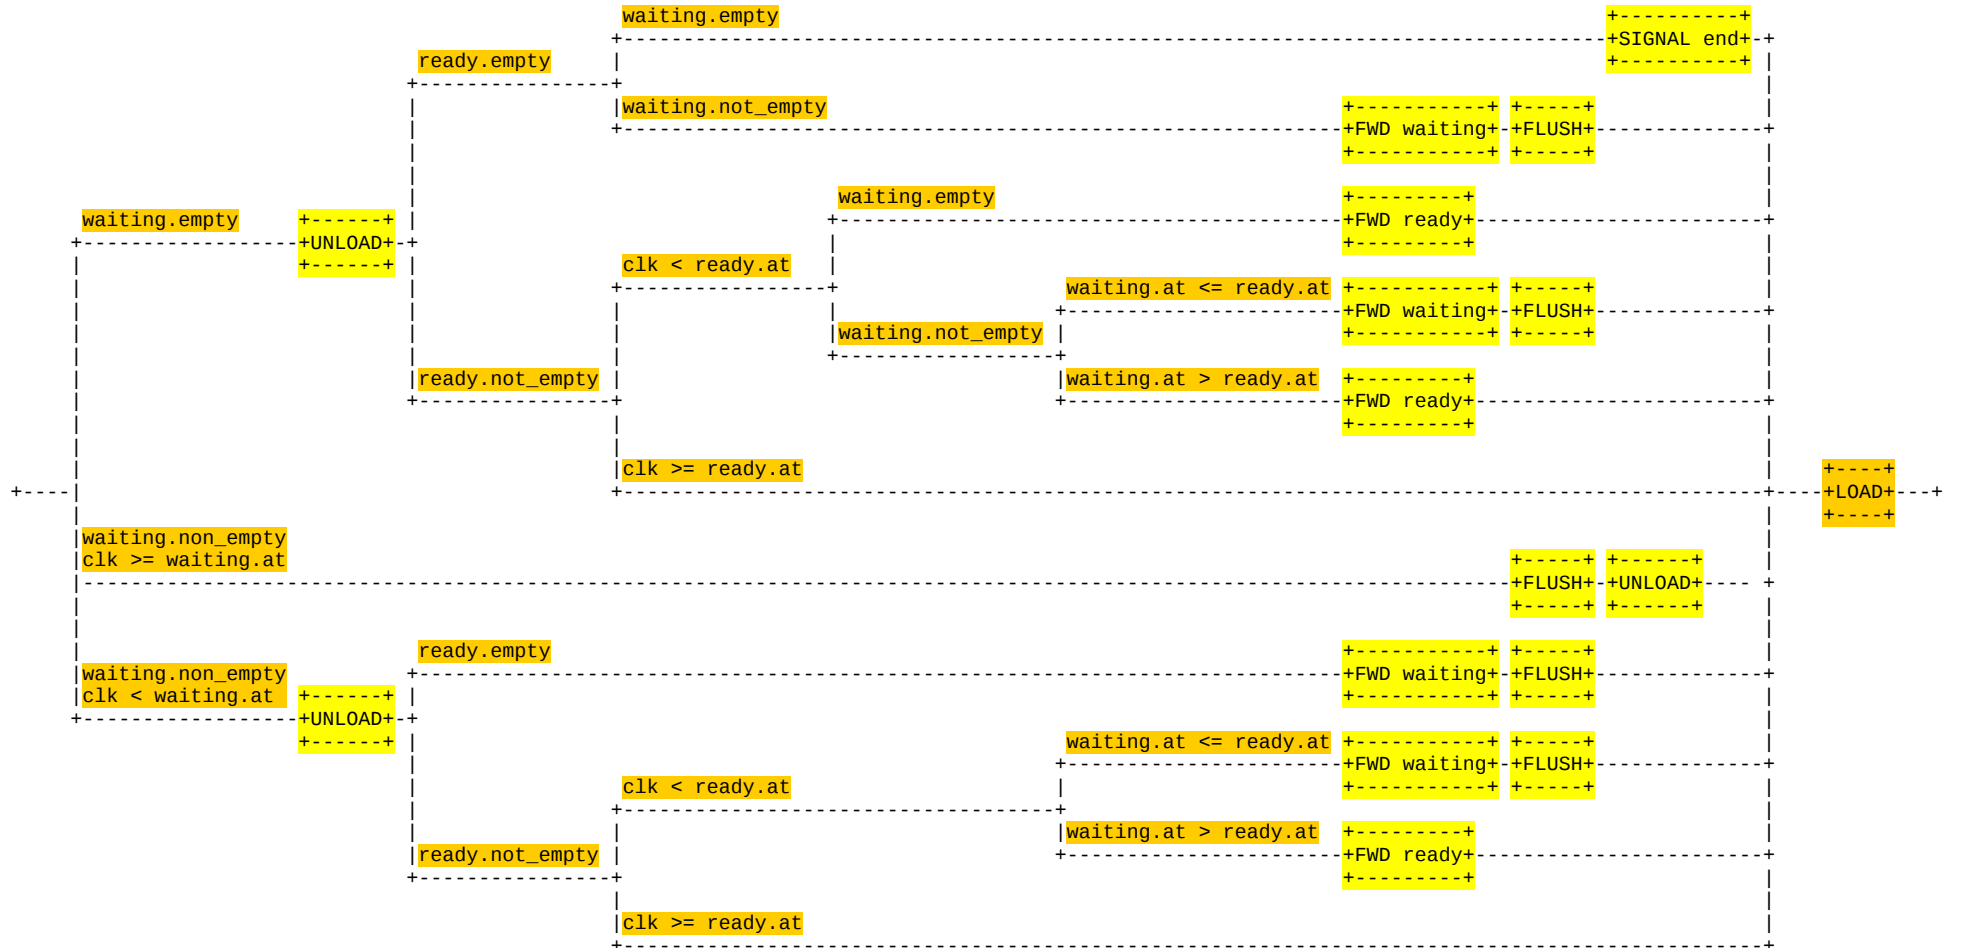 waiting.empty +----------+
+----------------------------------------------------------------------------------+SIGNAL end+-+
ready.empty | +----------+ |
+----------------+ |
| |waiting.not_empty +-----------+ +-----+ |
| +------------------------------------------------------------+FWD waiting+-+FLUSH+--------------+
| +-----------+ +-----+ |
| |
| waiting.empty +---------+ |
waiting.empty +------+ | +------------------------------------------+FWD ready+------------------------+
+------------------+UNLOAD+-+ | +---------+ |
| +------+ | clk < ready.at | |
| | +-----------------+ waiting.at <= ready.at +-----------+ +-----+ |
| | | | +-----------------------+FWD waiting+-+FLUSH+--------------+
| | | |waiting.not_empty | +-----------+ +-----+ |
| | | +-------------------+ |
| |ready.not_empty | |waiting.at > ready.at +---------+ |
| +----------------+ +-----------------------+FWD ready+------------------------+
| | +---------+ |
| | |
| |clk >= ready.at | +----+
+----| +------------------------------------------------------------------------------------------------+----+LOAD+---+
| | +----+
|waiting.non_empty |
|clk >= waiting.at +-----+ +------+ |
|-----------------------------------------------------------------------------------------------------------------------+FLUSH+-+UNLOAD+---- +
| +-----+ +------+ |
| |
| ready.empty +-----------+ +-----+ |
|waiting.non_empty +-----------------------------------------------------------------------------+FWD waiting+-+FLUSH+--------------+
|clk < waiting.at +------+ | +-----------+ +-----+ |
+------------------+UNLOAD+-+ |
+------+ | waiting.at <= ready.at +-----------+ +-----+ |
| +-----------------------+FWD waiting+-+FLUSH+--------------+
| clk < ready.at | +-----------+ +-----+ |
| +------------------------------------+ |
| | |waiting.at > ready.at +---------+ |
|ready.not_empty | +-----------------------+FWD ready+------------------------+
+----------------+ +---------+ |
| |
|clk >= ready.at |
+------------------------------------------------------------------------------------------------+